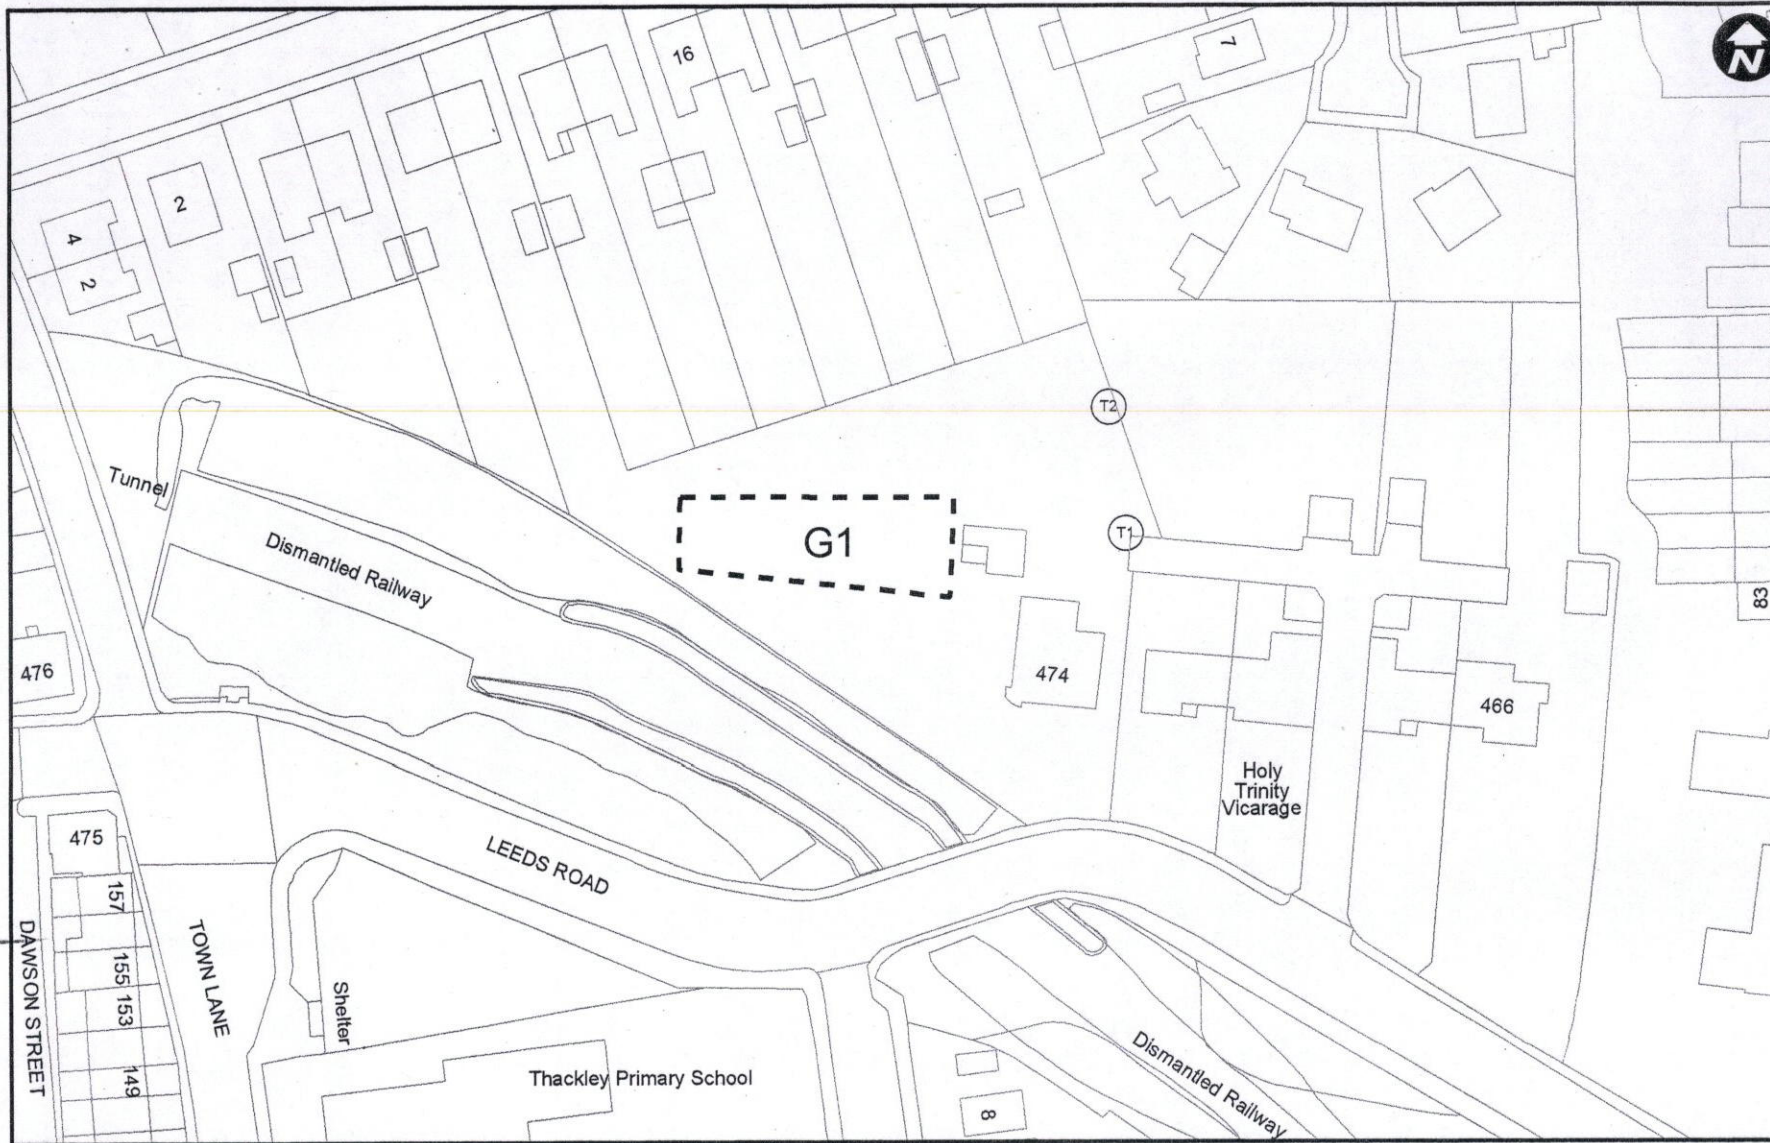 N
16
7
2
4
2
T2
Tunnel
G1
T1
Dismantled Railway
83
476
474
466
Holy
Trinity
Vicarage
475
LEEDS ROAD
157
DAWSON STREET
TOWN LANE
155
153
Shelter
149
Thackley Primary School
8
Dismantled Railway